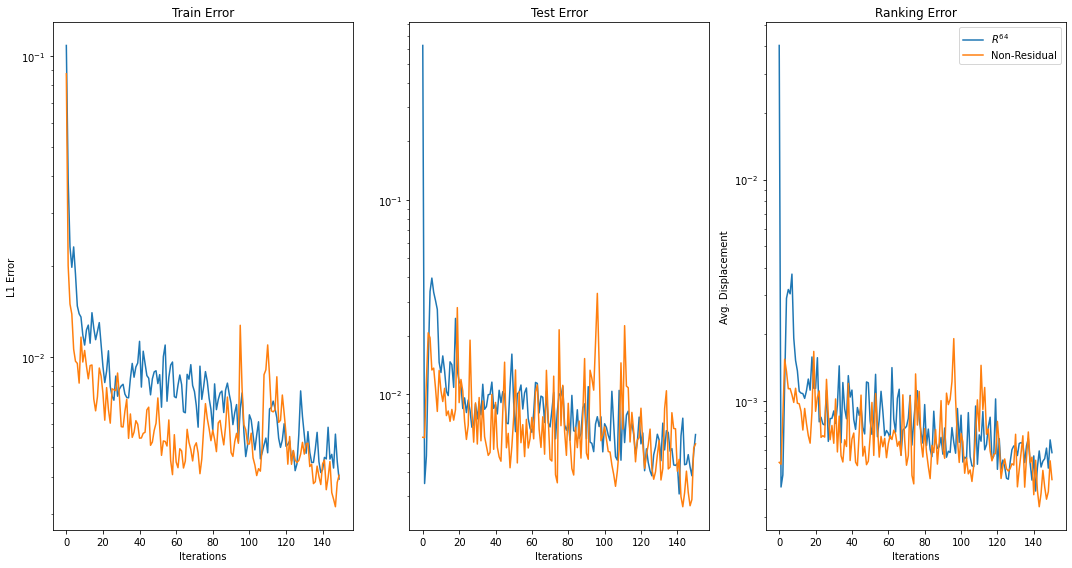 Train Error
Test Error
Ranking Error
R^64
Non-Residual
L1 Error
10^-1
10^-2
0 20 40 60 80 100 120 140
Iterations
10^-1
10^-2
0 20 40 60 80 100 120 140
Iterations
Avg. Displacement
10^-2
10^-3
0 20 40 60 80 100 120 140
Iterations